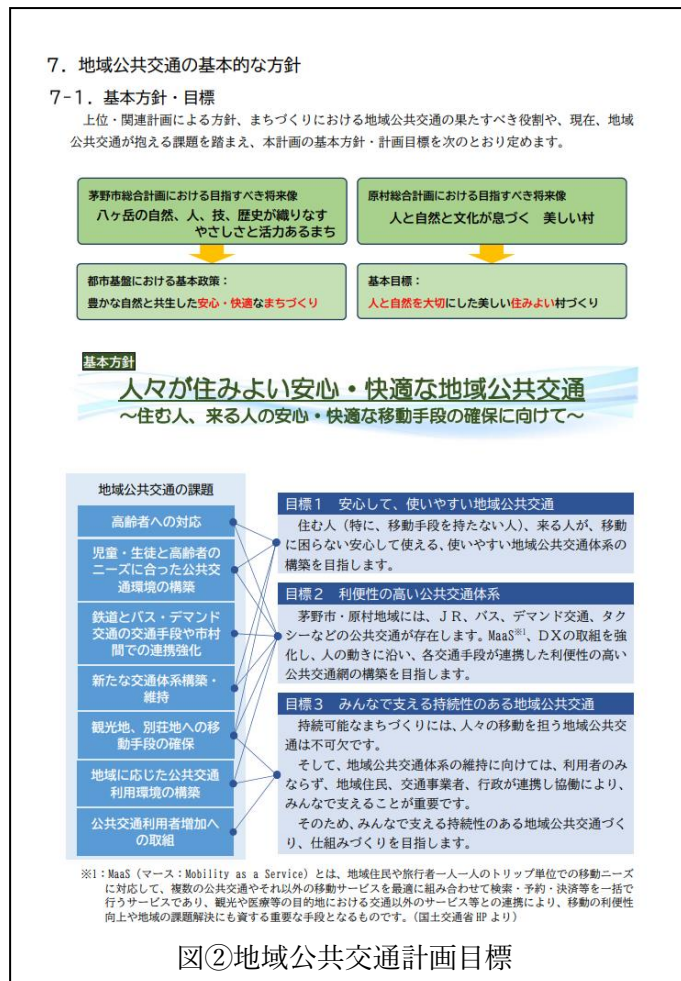 7．地域公共交通の基本的な方針
7-1．基本方針・目標
上位・関連計画による方針、まちづくりにおける地域公共交通の果たすべき役割や、現在、地域
公共交通が抱える課題を踏まえ、本計画の基本方針・計画目標を次のとおり定めます。
茅野市総合計画における目指すべき将来像
八ヶ岳の自然、人、技、歴史が織りなす
やさしさと活力あるまち
原村総合計画における目指すべき将来像
人と自然と文化が息づく　美しい村
都市基盤における基本政策：
豊かな自然と共生した安心・快適なまちづくり
基本目標：
人と自然を大切にした美しい住みよい村づくり
基本方針
人々が住みよい安心・快適な地域公共交通
～住む人、来る人の安心・快適な移動手段の確保に向けて～
地域公共交通の課題
高齢者への対応
児童・生徒と高齢者の
ニーズに合った公共交
通環境の構築
鉄道とバス・デマンド
交通の交通手段や市村
間での連携強化
新たな交通体系構築・
維持
観光地、別荘地への移
動手段の確保
地域に応じた公共交通
利用環境の構築
公共交通利用者増加へ
の取組
目標1　安心して、使いやすい地域公共交通
住む人（特に、移動手段を持たない人）、来る人が、移動
に困らない安心して使える、使いやすい地域公共交通体系の
構築を目指します。
目標2　利便性の高い公共交通体系
茅野市・原村地域には、ＪＲ、バス、デマンド交通、タク
シーなどの公共交通が存在します。MaaS※1、ＤＸの取組を強
化し、人の動きに沿い、各交通手段が連携した利便性の高い
公共交通網の構築を目指します。
目標3　みんなで支える持続性のある地域公共交通
持続可能なまちづくりには、人々の移動を担う地域公共交
通は不可欠です。
そして、地域公共交通体系の維持に向けては、利用者のみ
ならず、地域住民、交通事業者、行政が連携し協働により、
みんなで支えることが重要です。
そのため、みんなで支える持続性のある地域公共交通づく
り、仕組みづくりを目指します。
※1：MaaS（マース：Mobility as a Service）とは、地域住民や旅行者一人一人のトリップ単位での移動ニーズ
に対応して、複数の公共交通やそれ以外の移動サービスを最適に組み合わせて検索・予約・決済等を一括で
行うサービスであり、観光や医療等の目的地における交通以外のサービス等との連携により、移動の利便性
向上や地域の課題解決にも資する重要な手段となるものです。（国土交通省 HP より）
図②地域公共交通計画目標